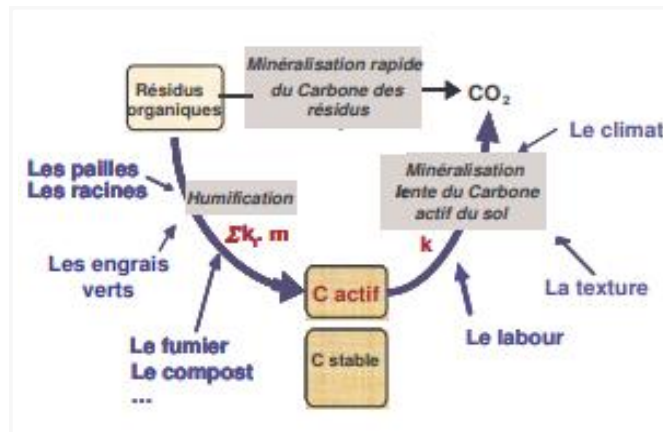 Minéralisation rapide
du Carbone des
résidus
Résidus
organiques
CO₂
Le climat
Les pailles
Les racines
Humification
Minéralisation
lente du Carbone
actif du sol
Σkᵢ. m
k
Les engrais
verts
C actif
La texture
Le labour
Le fumier
Le compost
...
C stable